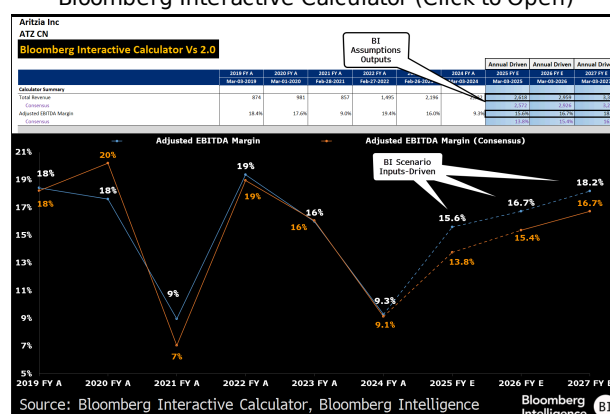 Bloomberg Interactive Calculator (Click to Open)
Aritzia Inc
ATZ CN
Bloomberg Interactive Calculator Vs 2.0
BI
Assumptions
Outputs
Annual Driven Annual Driven Annual
2019 FY A 2020 FY A 2021 FY A 2022 FY A 2024 FY A 2025 FY E 2026 FY E 2027 FY E
Mar-03-2019 Mar-01-2020 Feb-28-2021 Feb-27-2022 Mar-03-2024 Mar-03-2025 Mar-03-2026 Mar-03-2027
Calculator Summary
Total Revenue 874 981 857 1,495 2,196 2,618 2,959
Consensus 2,572 2,926
Adjusted EBITDA Margin 18.4% 17.6% 9.0% 19.4% 16.0% 9.3% 15.6% 16.7%
Consensus 13.8% 15.4%
Adjusted EBITDA Margin Adjusted EBITDA Margin (Consensus)
21%
19%
17%
15%
13%
11%
9%
7%
5%
18%
18%
20%
18%
9%
7%
19%
19%
16%
16%
9.3%
9.1%
BI Scenario
Inputs-Driven
15.6%
13.8%
16.7%
15.4%
18.2%
16.7%
2019 FY A 2020 FY A 2021 FY A 2022 FY A 2023 FY A 2024 FY A 2025 FY E 2026 FY E 2027 FY E
Source: Bloomberg Interactive Calculator, Bloomberg Intelligence
Bloomberg
Intelligence BI